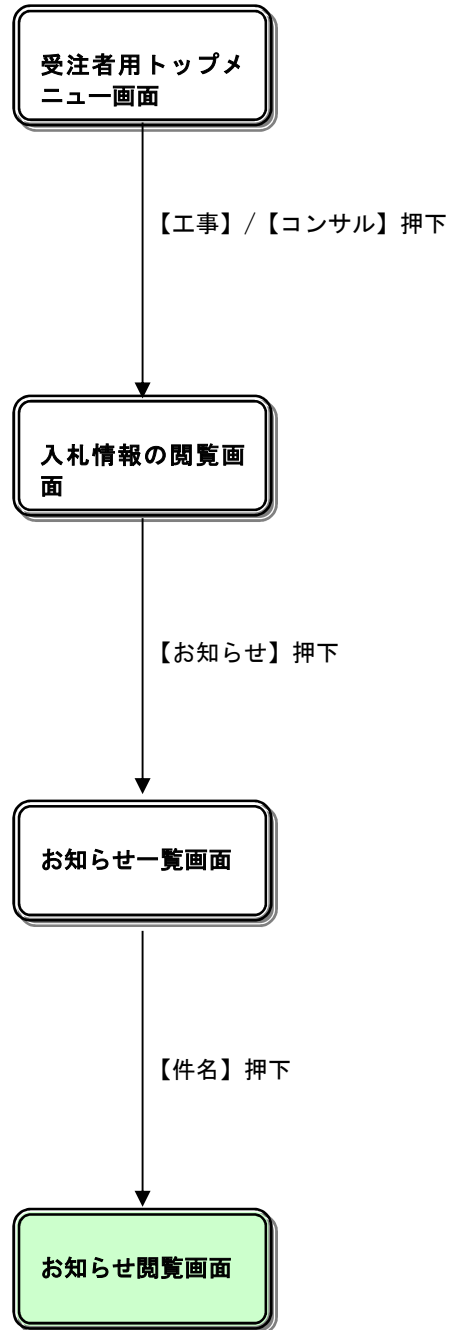 受注者用トップメ
ニュー画面
【工事】/【コンサル】押下
入札情報の閲覧画
面
【お知らせ】押下
お知らせ一覧画面
【件名】押下
お知らせ閲覧画面